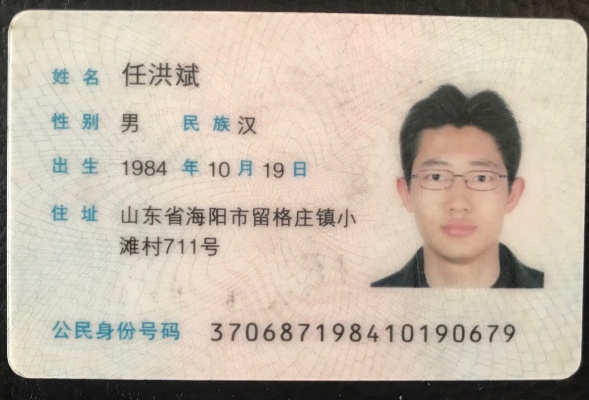 姓名 任洪斌
性别 男 民族 汉
出生 1984 年 10 月 19 日
住址 山东省海阳市留格庄镇小
滩村711号
公民身份号码 370687198410190679